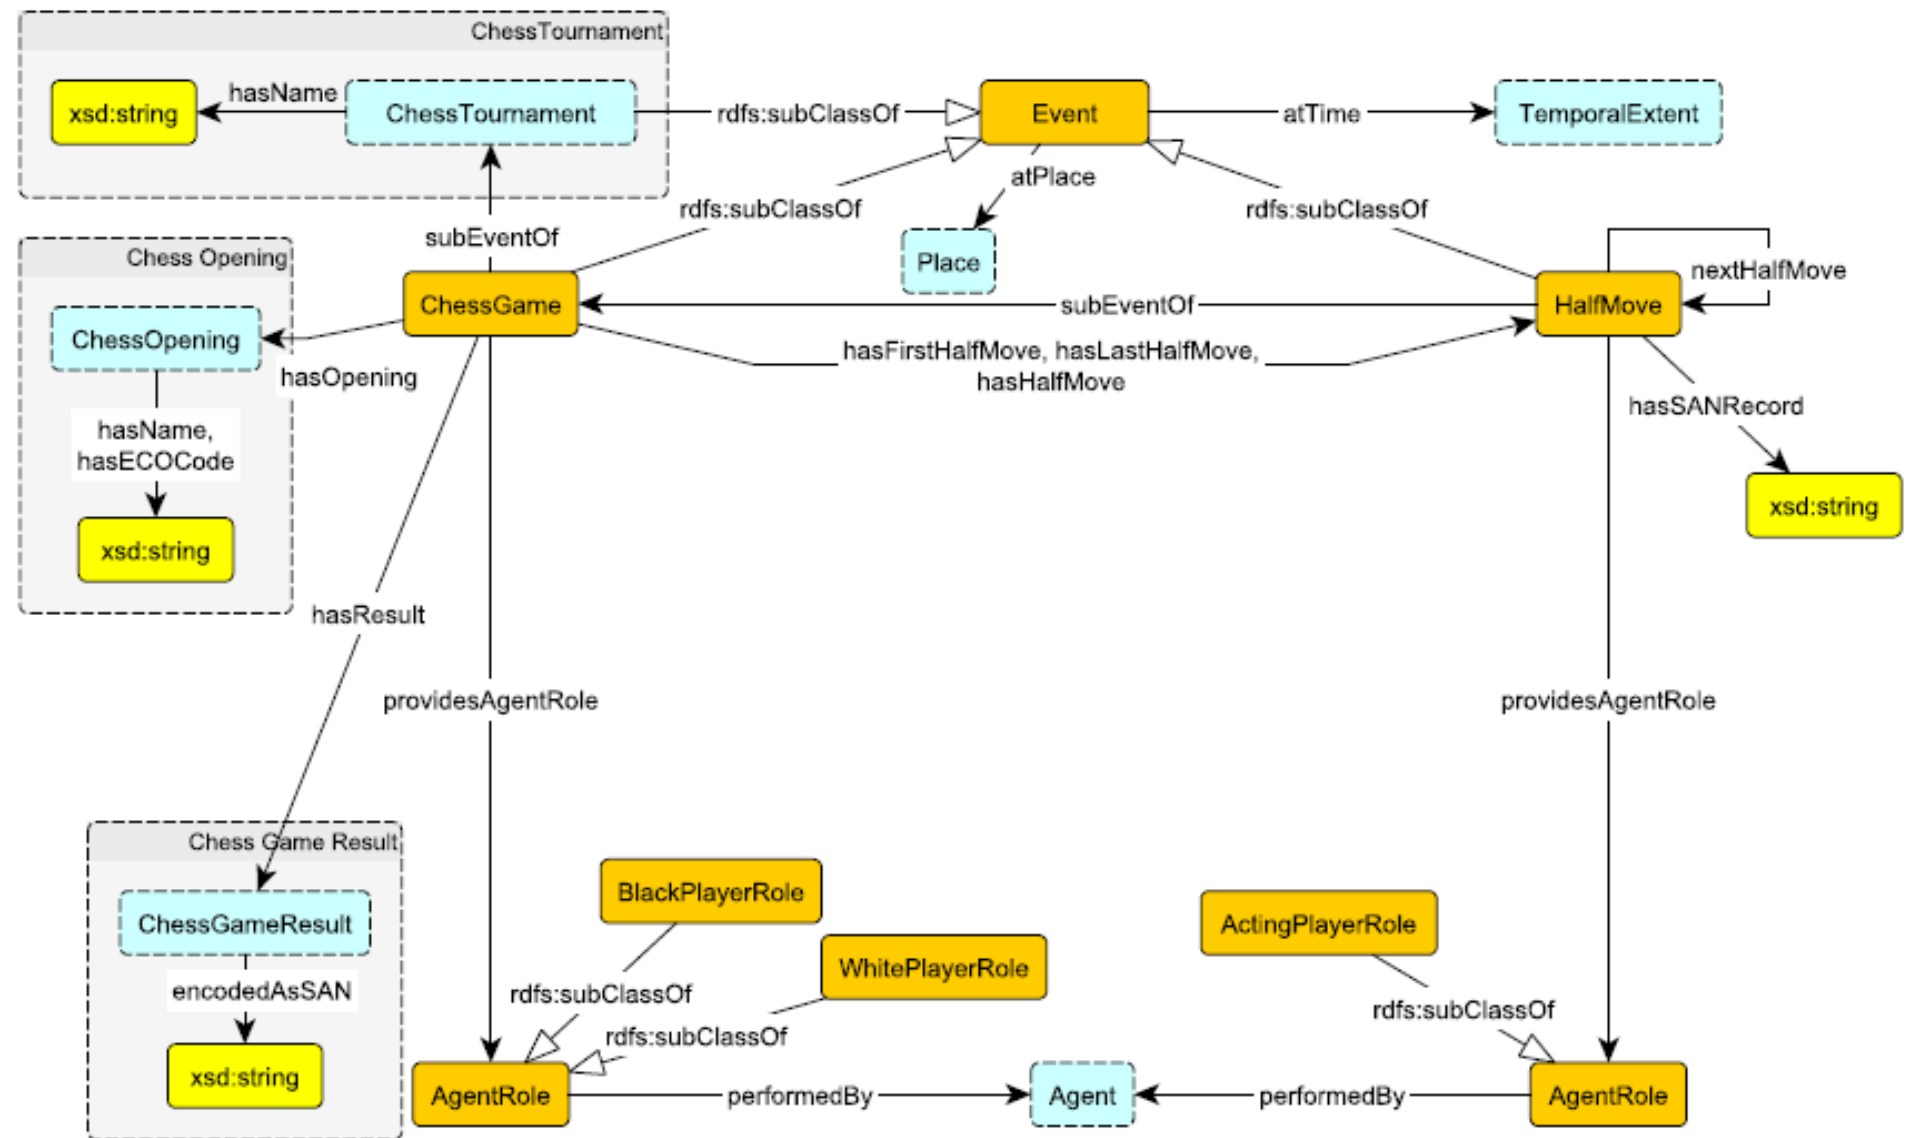 ChessTournament
xsd:string
hasName
ChessTournament
rdfs:subClassOf
Event
atTime
TemporalExtent
atPlace
rdfs:subClassOf
rdfs:subClassOf
subEventOf
Place
Chess Opening
nextHalfMove
ChessGame
subEventOf
HalfMove
ChessOpening
hasFirstHalfMove, hasLastHalfMove,
hasHalfMove
hasOpening
hasSANRecord
hasName,
hasECOCode
xsd:string
xsd:string
hasResult
providesAgentRole
providesAgentRole
Chess Game Result
BlackPlayerRole
ChessGameResult
ActingPlayerRole
WhitePlayerRole
encodedAsSAN
rdfs:subClassOf
rdfs:subClassOf
rdfs:subClassOf
xsd:string
AgentRole
performedBy
Agent
performedBy
AgentRole